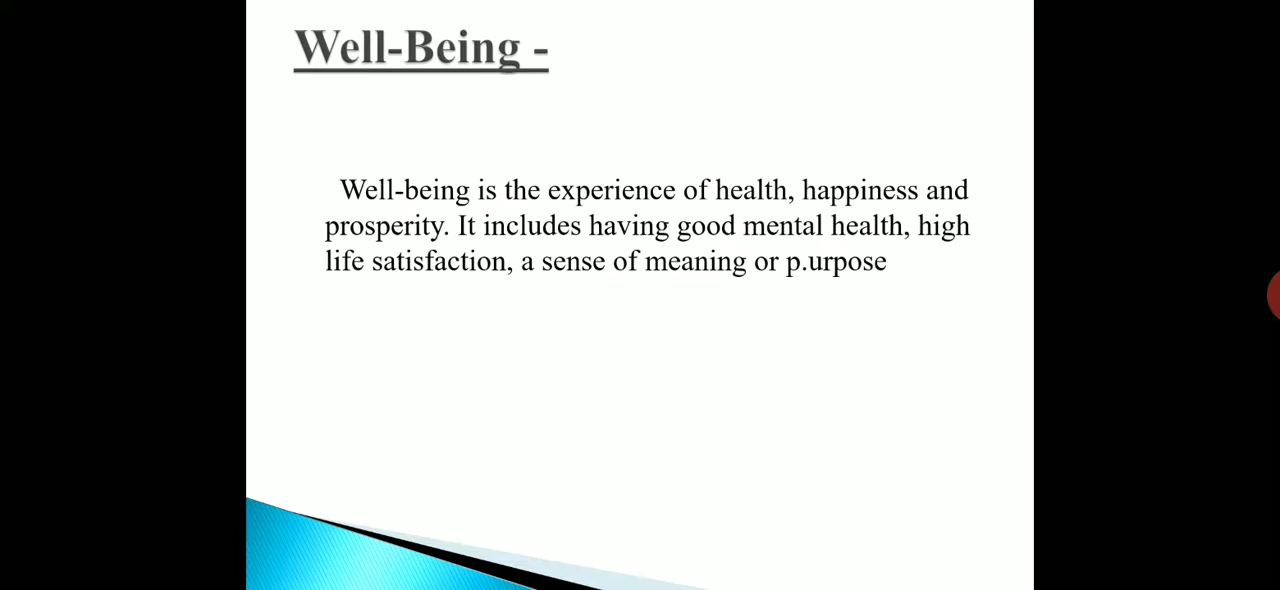 Well-Being -
Well-being is the experience of health, happiness and
prosperity. It includes having good mental health, high
life satisfaction, a sense of meaning or p.urpose